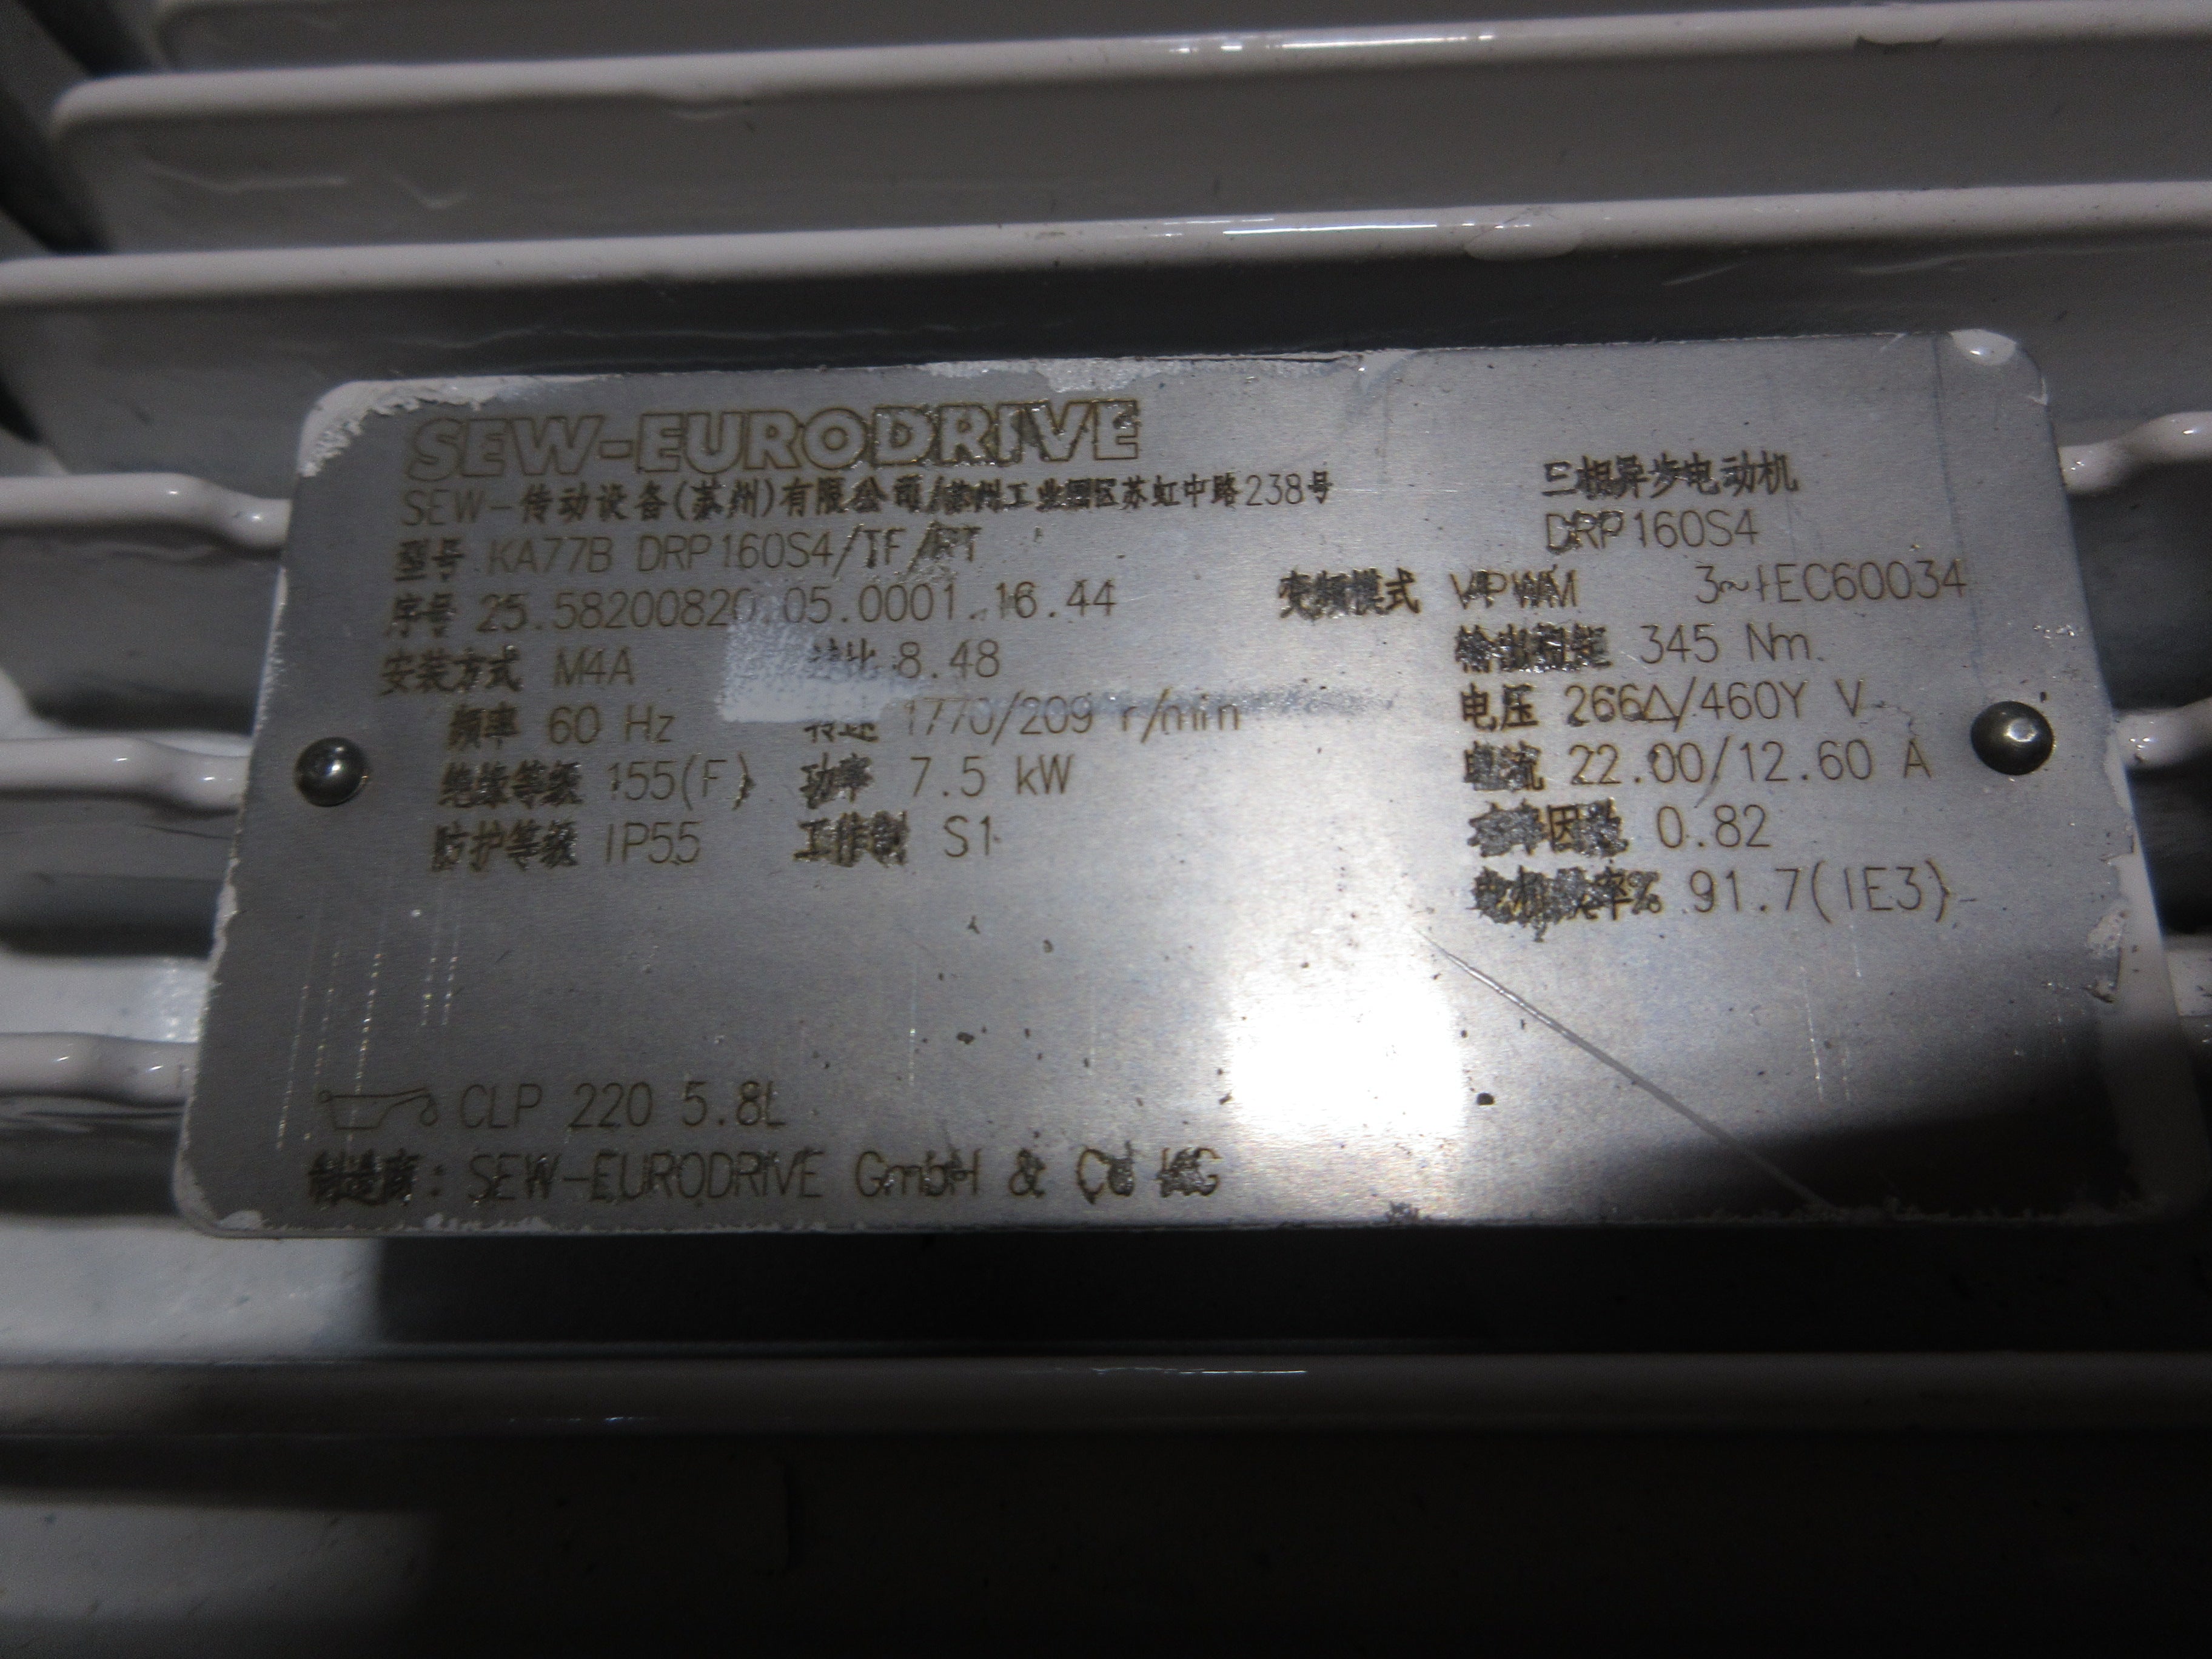 SEW-EURODRIVE
SEW-传动设备(苏州)有限公司/苏州工业园区苏虹中路238号
三相异步电动机
型号 KA77B DRP160S4/TF/RT
DRP160S4
序号 25.58200820.05.0001.16.44
变频模式 VPWM 3~IEC60034
安装方式 M4A 速比 8.48
输出扭矩 345 Nm
频率 60 Hz 转速 1770/209 r/min
电压 266Δ/460Y V
绝缘等级 155(F) 功率 7.5 kW
电流 22.00/12.60 A
防护等级 IP55 工作制 S1
功率因数 0.82
电机效率% 91.7(IE3)
CLP 220 5.8L
制造商: SEW-EURODRIVE GmbH & Co KG